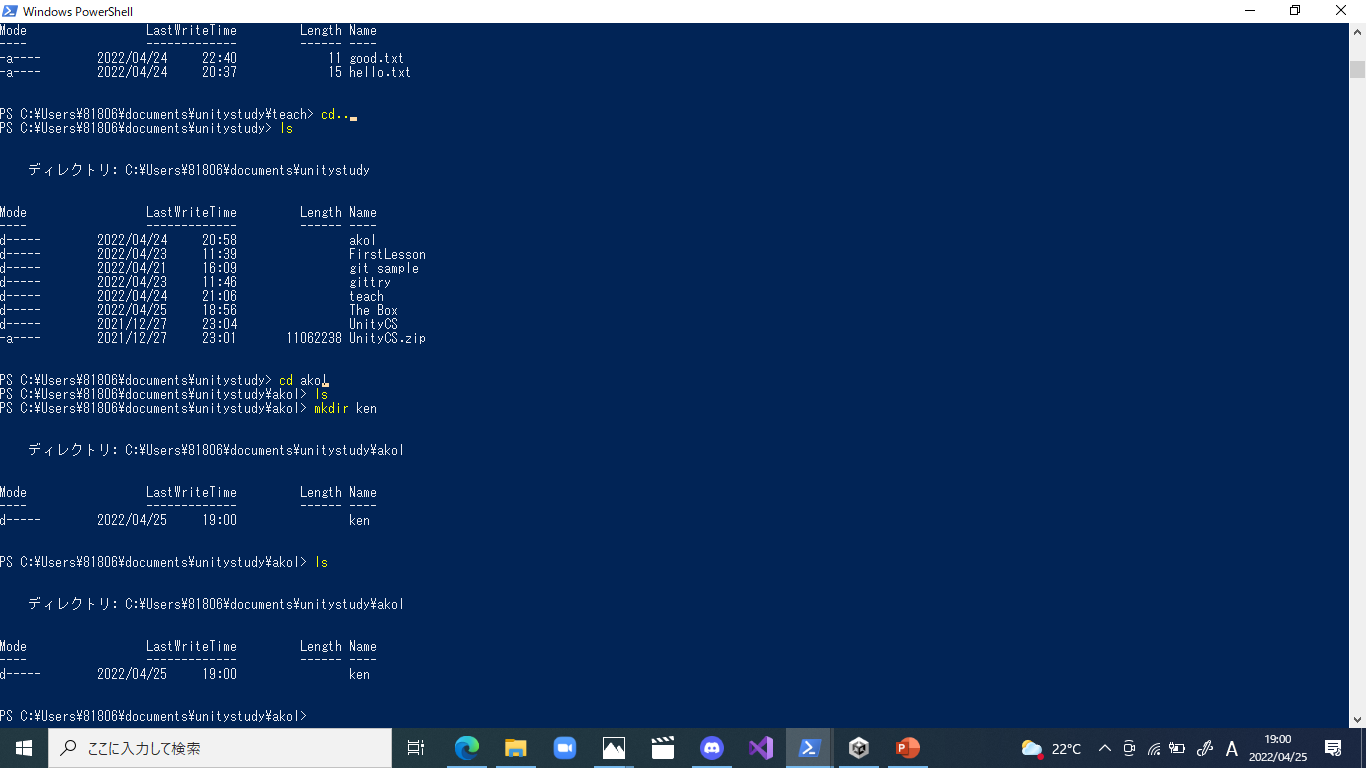 Windows PowerShell
Mode LastWriteTime Length Name
---- ------------- ------ ----
-a---- 2022/04/24 22:40 11 good.txt
-a---- 2022/04/24 20:37 15 hello.txt
PS C:¥Users¥81806¥documents¥unitystudy¥teach> cd..
PS C:¥Users¥81806¥documents¥unitystudy> ls
ディレクトリ: C:¥Users¥81806¥documents¥unitystudy
Mode LastWriteTime Length Name
---- ------------- ------ ----
d----- 2022/04/24 20:58 akol
d----- 2022/04/23 11:39 FirstLesson
d----- 2022/04/21 16:09 git sample
d----- 2022/04/23 11:46 gittry
d----- 2022/04/24 21:06 teach
d----- 2022/04/25 18:56 The Box
d----- 2021/12/27 23:04 UnityCS
-a---- 2021/12/27 23:01 11062238 UnityCS.zip
PS C:¥Users¥81806¥documents¥unitystudy> cd akol
PS C:¥Users¥81806¥documents¥unitystudy¥akol> ls
PS C:¥Users¥81806¥documents¥unitystudy¥akol> mkdir ken
ディレクトリ: C:¥Users¥81806¥documents¥unitystudy¥akol
Mode LastWriteTime Length Name
---- ------------- ------ ----
d----- 2022/04/25 19:00 ken
PS C:¥Users¥81806¥documents¥unitystudy¥akol> ls
ディレクトリ: C:¥Users¥81806¥documents¥unitystudy¥akol
Mode LastWriteTime Length Name
---- ------------- ------ ----
d----- 2022/04/25 19:00 ken
PS C:¥Users¥81806¥documents¥unitystudy¥akol>
ここに入力して検索
22°C
A
19:00
2022/04/25